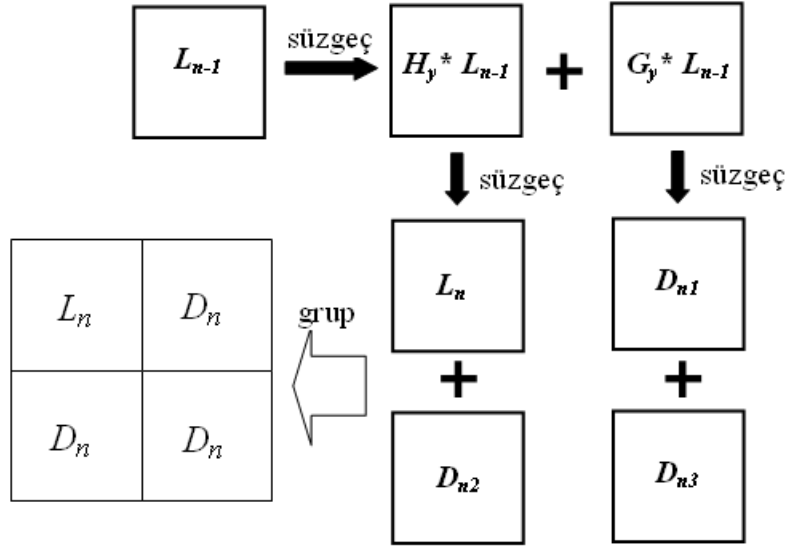 L_{n-1}
süzgeç
H_y * L_{n-1}
+
G_y * L_{n-1}
süzgeç
süzgeç
L_n
D_{n1}
+
+
D_{n2}
D_{n3}
grup
L_n
D_n
D_n
D_n